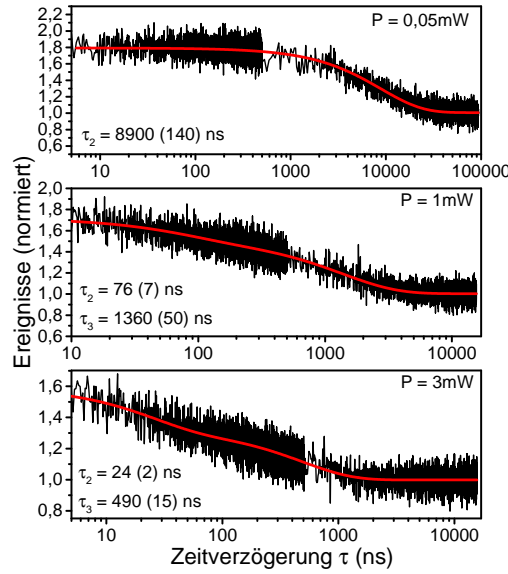 P = 0,05mW
2,0
1,8
1,6
1,4
1,2
1,0
0,8
0,6
τ₂ = 8900 (140) ns
10 100 1000 10000 100000
P = 1mW
2,0
1,8
1,6
1,4
1,2
1,0
0,8
τ₂ = 76 (7) ns
τ₃ = 1360 (50) ns
10 100 1000 10000
P = 3mW
1,6
1,4
1,2
1,0
0,8
τ₂ = 24 (2) ns
τ₃ = 490 (15) ns
10 100 1000 10000
Ereignisse (normiert)
Zeitverzögerung τ (ns)